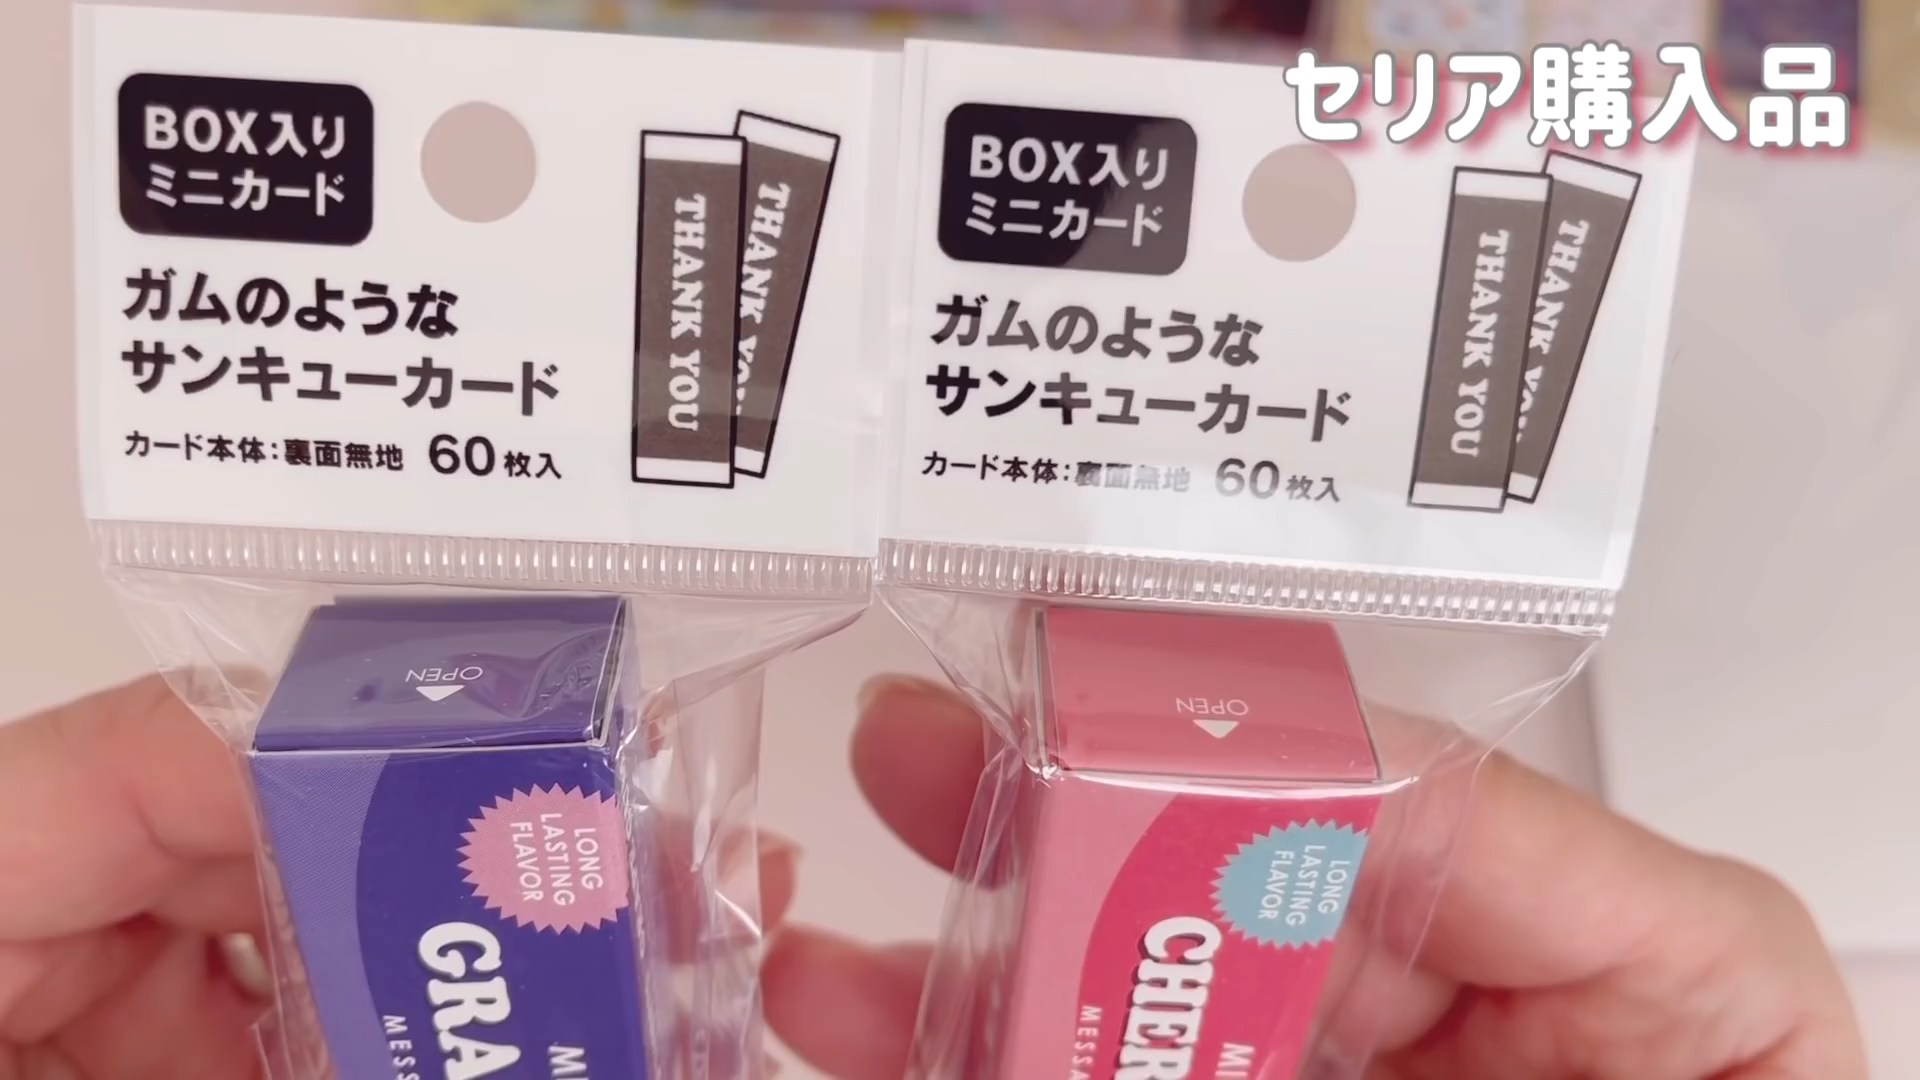 セリア購入品
BOX入り
ミニカード
ガムのような
サンキューカード
カード本体:裏面無地 60枚入
THANK YOU
THANK YOU
OPEN
LONG
LASTING
FLAVOR
BOX入り
ミニカード
ガムのような
サンキューカード
カード本体:裏面無地 60枚入
THANK YOU
THANK YOU
OPEN
LONG
LASTING
FLAVOR